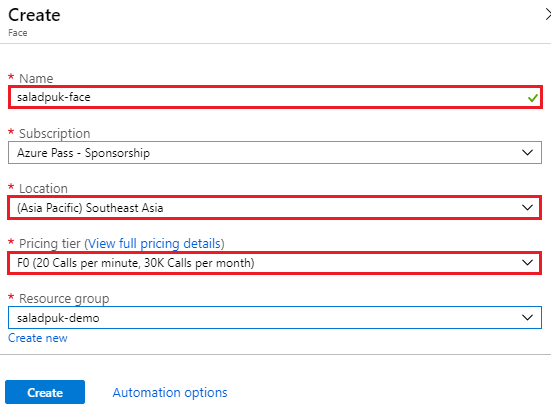 Create
Face
* Name
saladpuk-face
* Subscription
Azure Pass - Sponsorship
* Location
(Asia Pacific) Southeast Asia
* Pricing tier (View full pricing details)
F0 (20 Calls per minute, 30K Calls per month)
* Resource group
saladpuk-demo
Create new
Create Automation options